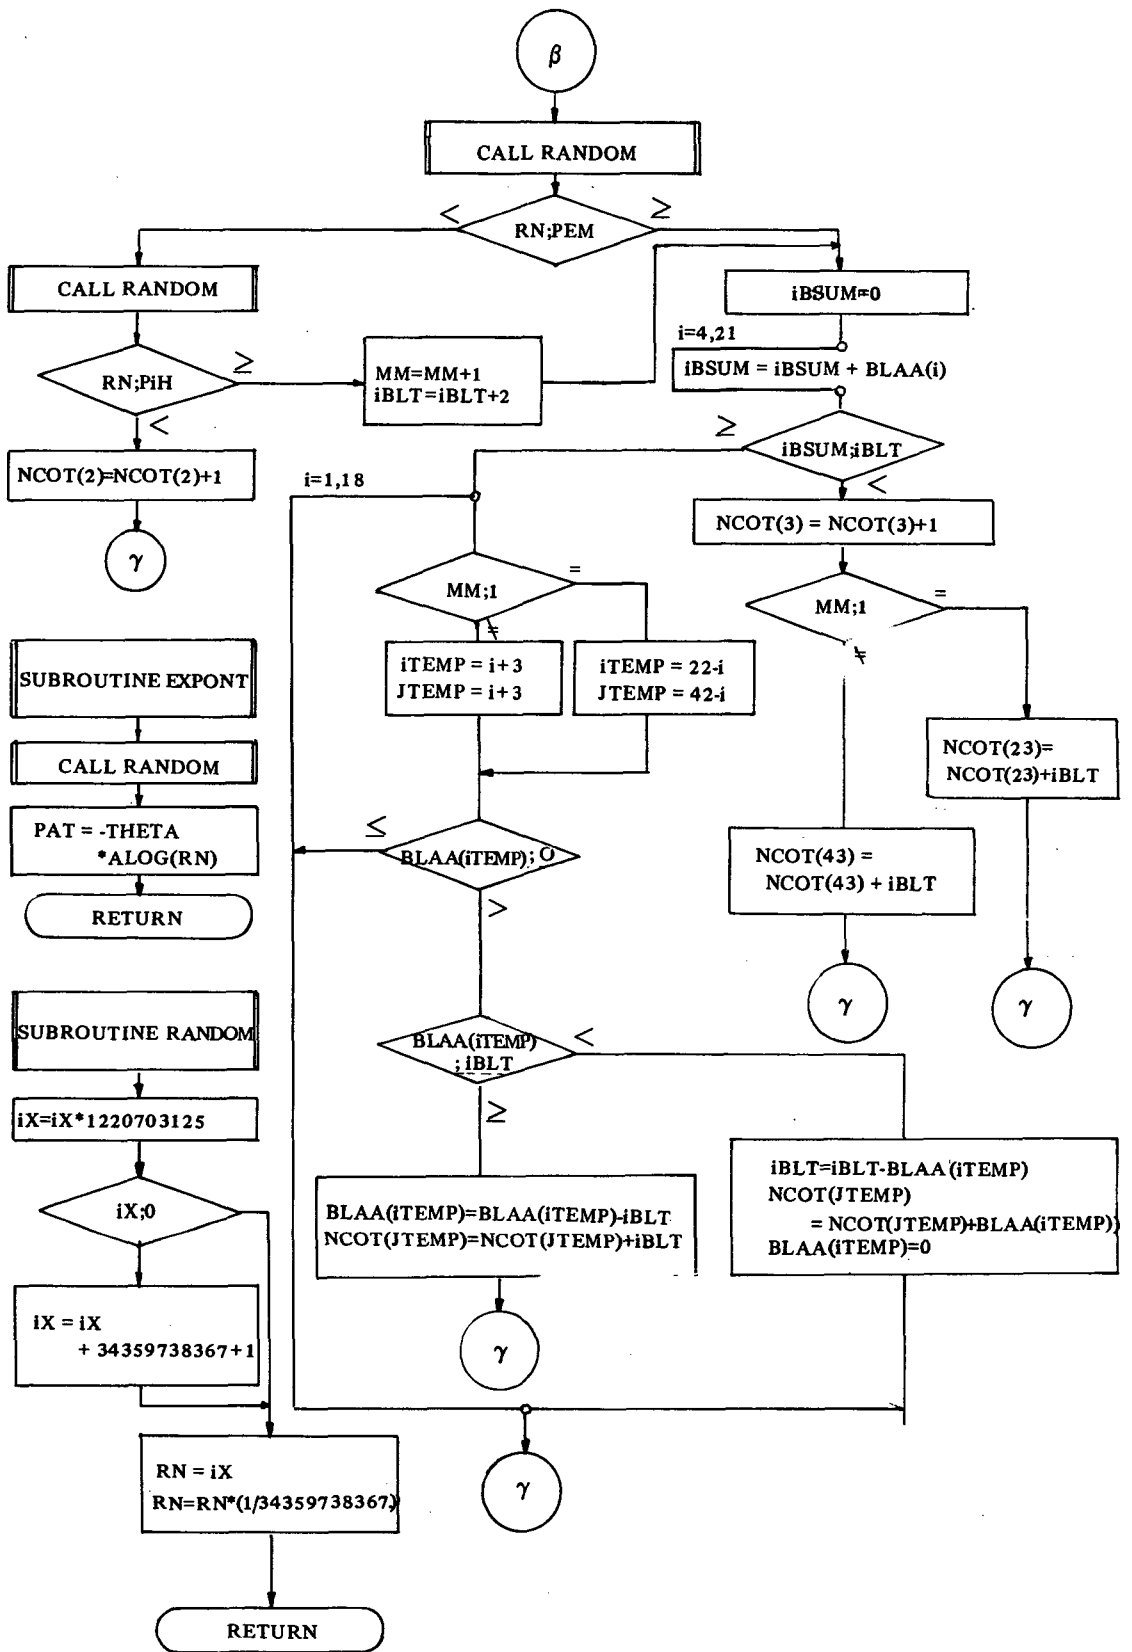 β
CALL RANDOM
< RN;PEM ≥
CALL RANDOM
iBSUM=0
i=4,21
iBSUM = iBSUM + BLAA(i)
RN;PiH ≥
<
MM=MM+1
iBLT=iBLT+2
NCOT(2)=NCOT(2)+1
γ
≥ iBSUM;iBLT
<
i=1,18
NCOT(3) = NCOT(3)+1
MM;1 =
≠
MM;1 =
≠
iTEMP = i+3
JTEMP = i+3
iTEMP = 22-i
JTEMP = 42-i
NCOT(23)=
NCOT(23)+iBLT
NCOT(43) =
NCOT(43) + iBLT
γ
γ
SUBROUTINE EXPONT
CALL RANDOM
PAT = -THETA
*ALOG(RN)
RETURN
≤ BLAA(iTEMP); O
>
BLAA(iTEMP) <
; iBLT
≥
BLAA(iTEMP)=BLAA(iTEMP)-iBLT
NCOT(JTEMP)=NCOT(JTEMP)+iBLT
γ
iBLT=iBLT-BLAA(iTEMP)
NCOT(JTEMP)
= NCOT(JTEMP)+BLAA(iTEMP))
BLAA(iTEMP)=0
γ
SUBROUTINE RANDOM
iX=iX*1220703125
iX;0
iX = iX
+ 34359738367+1
RN = iX
RN=RN*(1/34359738367.)
RETURN